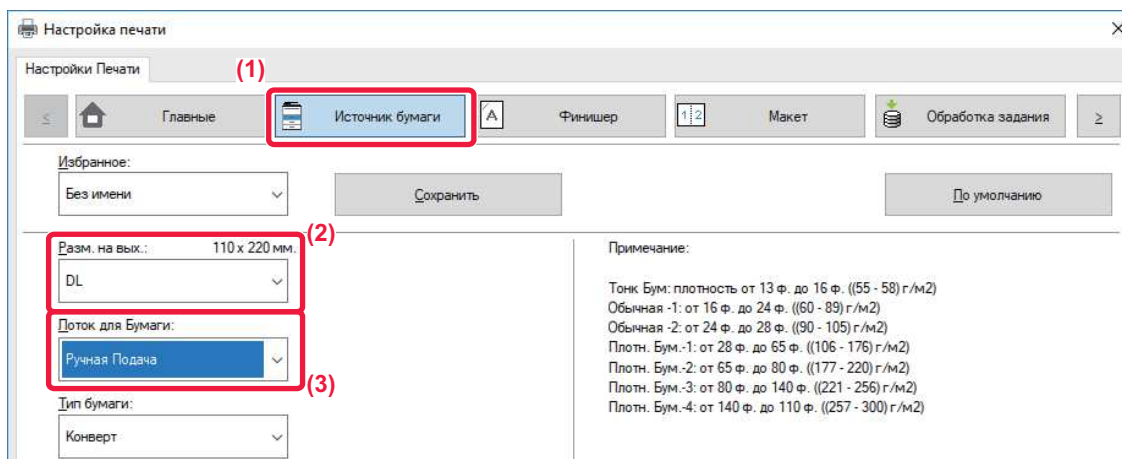 Настройка печати
Настройки Печати
(1)
<
Главные
Источник бумаги
A
Финишер
1 2
Макет
Обработка задания
>
Избранное:
Без имени
Сохранить
По умолчанию
Разм. на вых.: 110 x 220 мм.
(2)
DL
Лоток для Бумаги:
Ручная Подача
(3)
Тип бумаги:
Конверт
Примечание:
Тонк Бум: плотность от 13 ф. до 16 ф. ((55 - 58) г/м2)
Обычная -1: от 16 ф. до 24 ф. ((60 - 89) г/м2)
Обычная -2: от 24 ф. до 28 ф. ((90 - 105) г/м2)
Плотн. Бум.-1: от 28 ф. до 65 ф. ((106 - 176) г/м2)
Плотн. Бум.-2: от 65 ф. до 80 ф. ((177 - 220) г/м2)
Плотн. Бум.-3: от 80 ф. до 140 ф. ((221 - 256) г/м2)
Плотн. Бум.-4: от 140 ф. до 110 ф. ((257 - 300) г/м2)